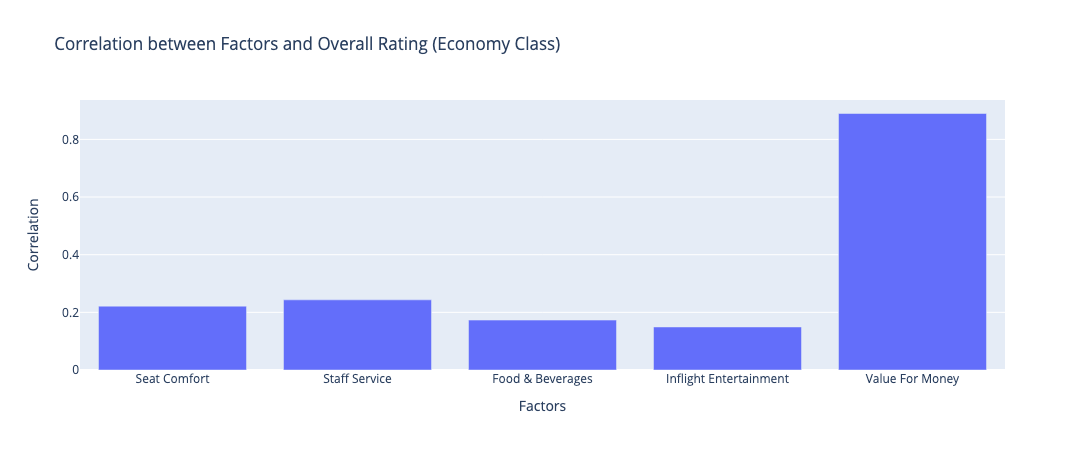 Correlation between Factors and Overall Rating (Economy Class)
0.8
0.6
0.4
0.2
0
Correlation
Seat Comfort
Staff Service
Food & Beverages
Inflight Entertainment
Value For Money
Factors